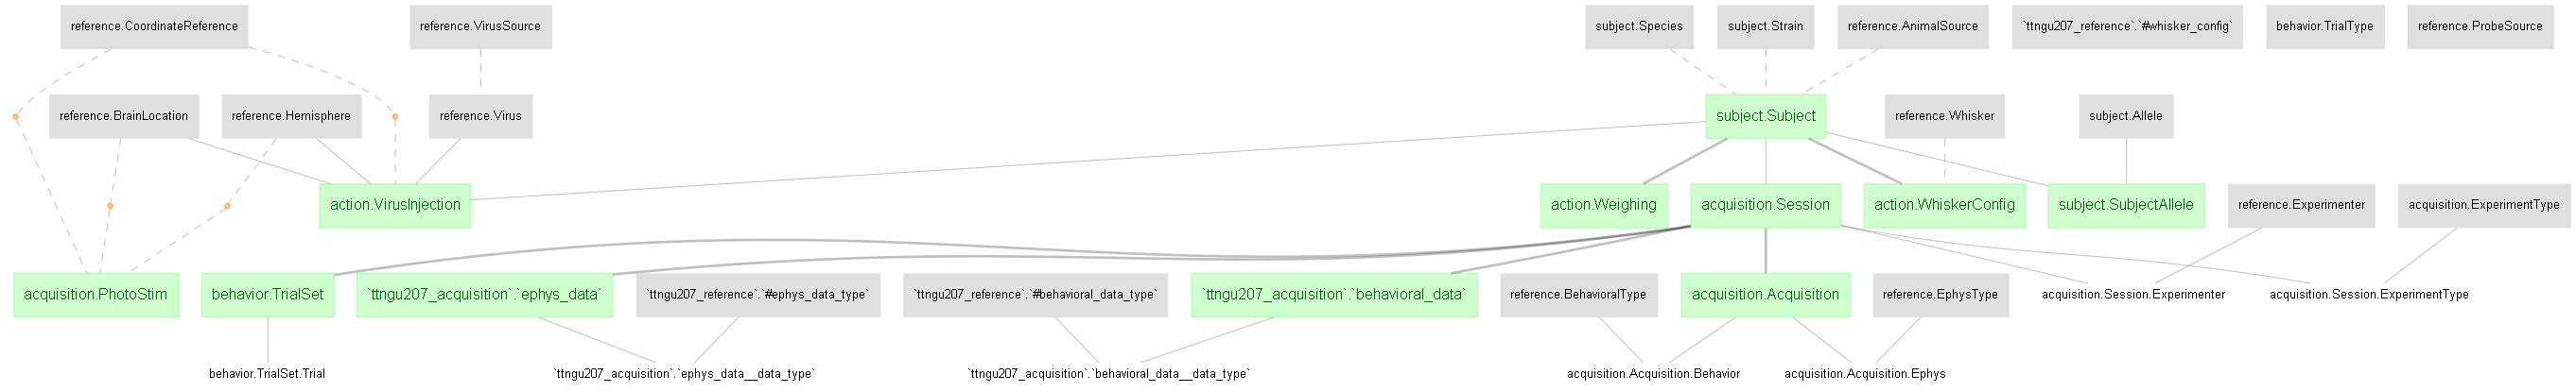 reference.CoordinateReference
reference.VirusSource
subject.Species
subject.Strain
reference.AnimalSource
`ttngu207_reference`.`#whisker_config`
behavior.TrialType
reference.ProbeSource
reference.BrainLocation
reference.Hemisphere
reference.Virus
subject.Subject
reference.Whisker
subject.Allele
action.VirusInjection
action.Weighing
acquisition.Session
action.WhiskerConfig
subject.SubjectAllele
reference.Experimenter
acquisition.ExperimentType
acquisition.PhotoStim
behavior.TrialSet
`ttngu207_acquisition`.`ephys_data`
`ttngu207_reference`.`#ephys_data_type`
`ttngu207_reference`.`#behavioral_data_type`
`ttngu207_acquisition`.`behavioral_data`
reference.BehavioralType
acquisition.Acquisition
reference.EphysType
acquisition.Session.Experimenter
acquisition.Session.ExperimentType
behavior.TrialSet.Trial
`ttngu207_acquisition`.`ephys_data__data_type`
`ttngu207_acquisition`.`behavioral_data__data_type`
acquisition.Acquisition.Behavior
acquisition.Acquisition.Ephys